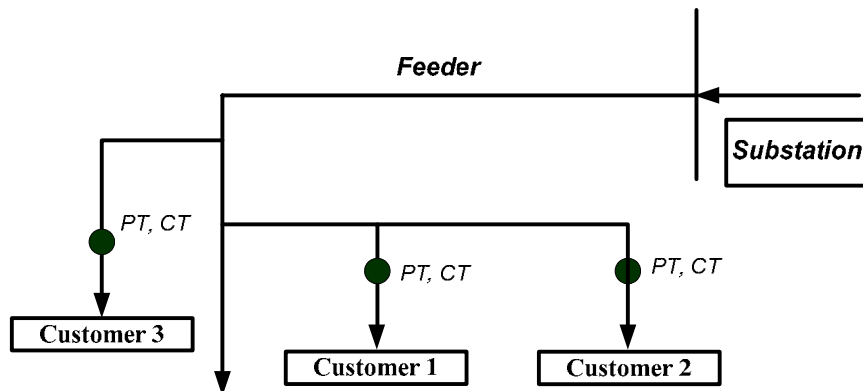 Feeder
Substation
PT, CT
PT, CT
PT, CT
Customer 3
Customer 1
Customer 2